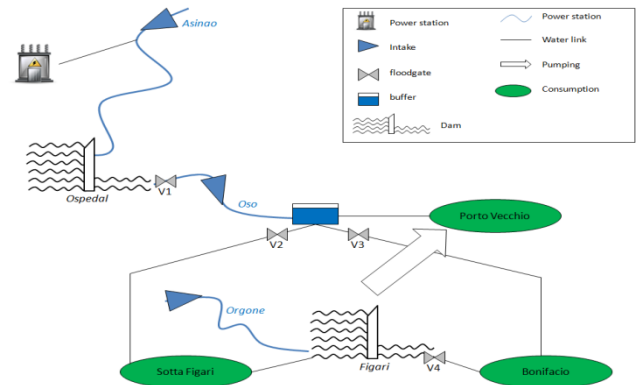 Asinao
Power station
Intake
floodgate
buffer
Dam
Power station
Water link
Pumping
Consumption
Ospedal
V1
Oso
Porto Vecchio
V2
V3
Orgone
Figari
V4
Sotta Figari
Bonifacio